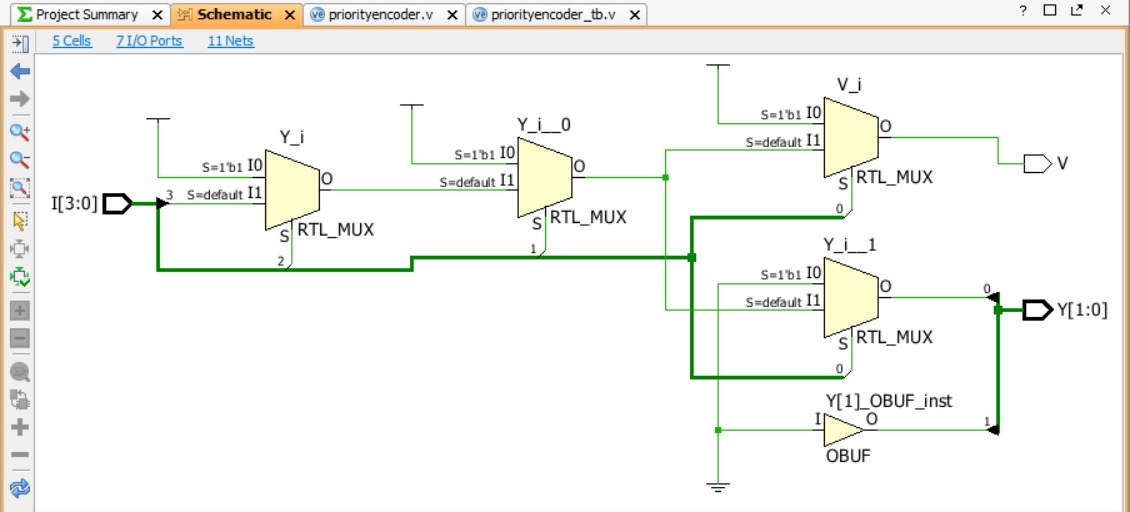 Project Summary
Schematic
priorityencoder.v
priorityencoder_tb.v
5 Cells 7 I/O Ports 11 Nets
V_i
S=1'b1 I0
S=default I1
O
S
RTL_MUX
0
V
Y_i__0
S=1'b1 I0
S=default I1
O
S
RTL_MUX
1
Y_i
S=1'b1 I0
S=default I1
O
S
RTL_MUX
2
I[3:0]
3
Y_i__1
S=1'b1 I0
S=default I1
O
S
RTL_MUX
0
0
Y[1:0]
Y[1]_OBUF_inst
I
O
1
OBUF